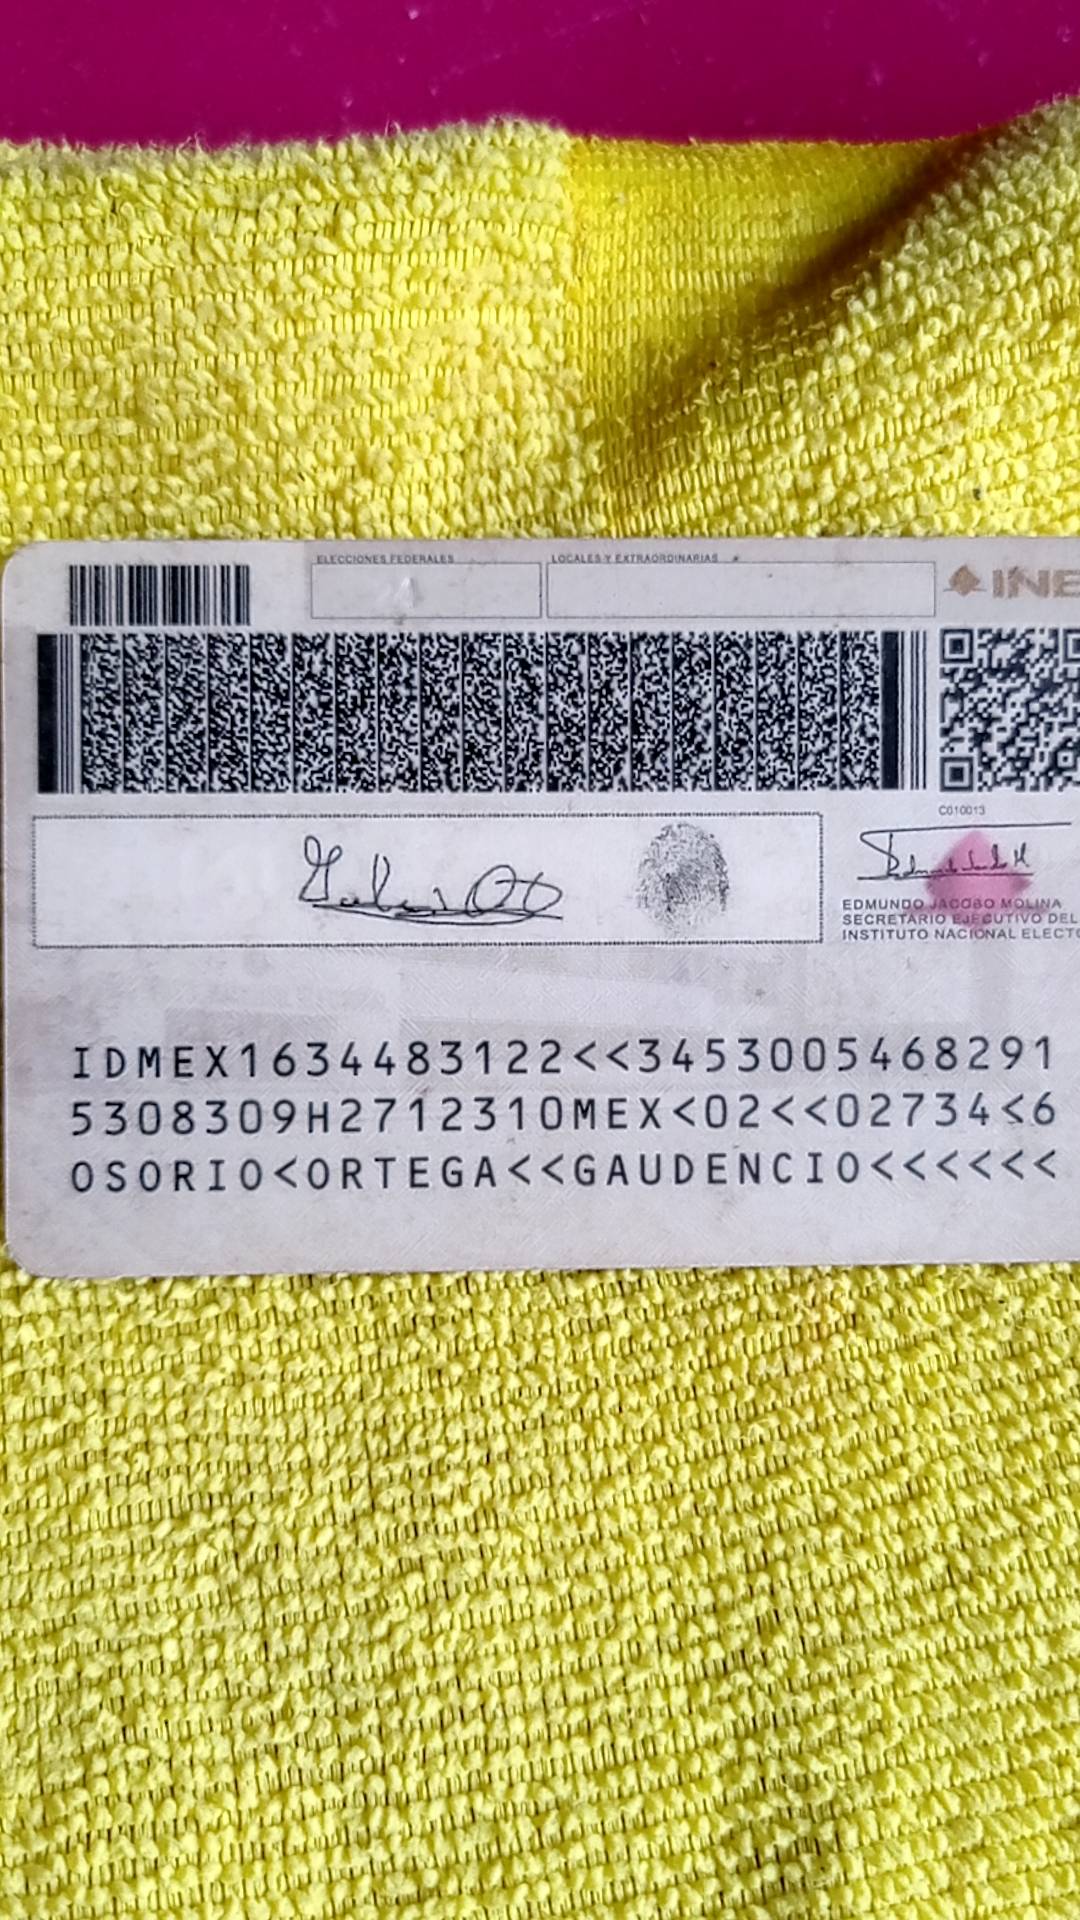 ELECCIONES FEDERALES
LOCALES Y EXTRAORDINARIAS
INE
C010013
EDMUNDO JACOBO MOLINA
SECRETARIO EJECUTIVO DEL
INSTITUTO NACIONAL ELECTO
IDMEX1634483122<<3453005468291
5308309H2712310MEX<02<<02734<6
OSORIO<ORTEGA<<GAUDENCIO<<<<<<